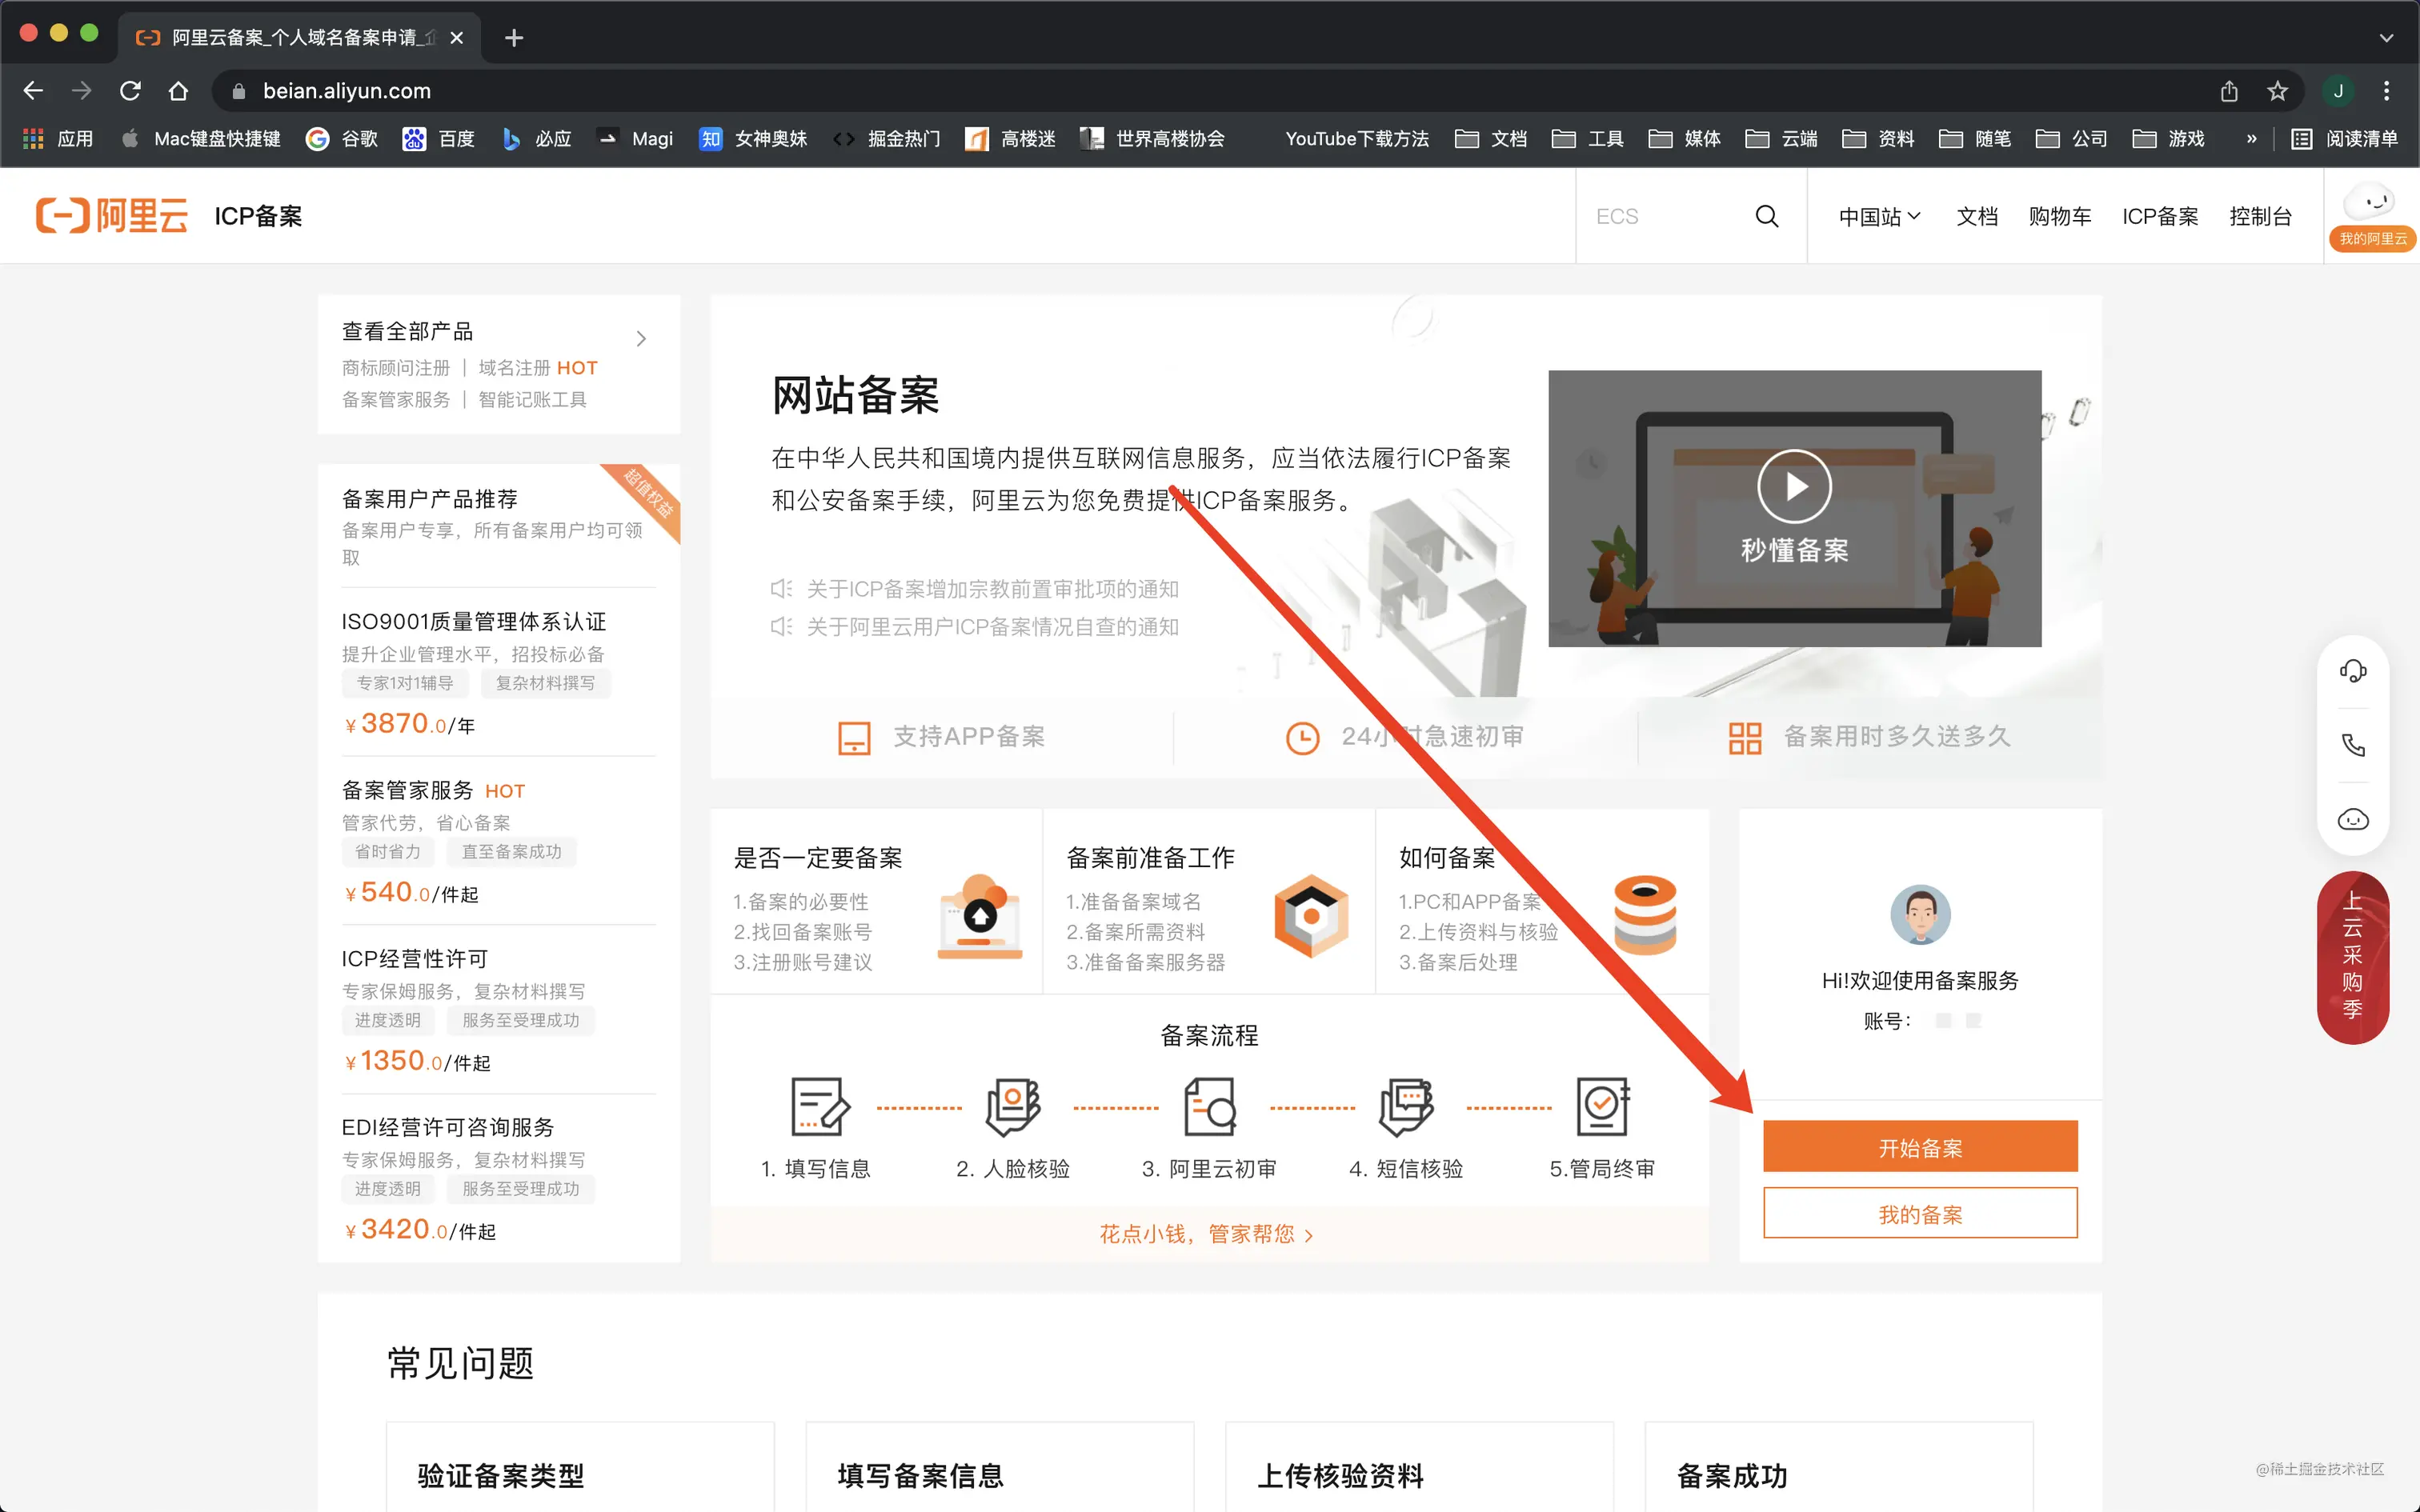 阿里云备案_个人域名备案申请_企
beian.aliyun.com
J
应用 Mac键盘快捷键 谷歌 百度 必应 Magi 知 女神奥妹 掘金热门 高楼迷 世界高楼协会 YouTube下载方法 文档 工具 媒体 云端 资料 随笔 公司 游戏 » 阅读清单
阿里云 ICP备案 ECS 中国站 文档 购物车 ICP备案 控制台
我的阿里云
查看全部产品
商标顾问注册 | 域名注册 HOT
备案管家服务 | 智能记账工具
超值权益
备案用户产品推荐
备案用户专享，所有备案用户均可领
取
ISO9001质量管理体系认证
提升企业管理水平，招投标必备
专家1对1辅导 复杂材料撰写
¥3870.0/年
备案管家服务 HOT
管家代劳，省心备案
省时省力 直至备案成功
¥540.0/件起
ICP经营性许可
专家保姆服务，复杂材料撰写
进度透明 服务至受理成功
¥1350.0/件起
EDI经营许可咨询服务
专家保姆服务，复杂材料撰写
进度透明 服务至受理成功
¥3420.0/件起
网站备案
在中华人民共和国境内提供互联网信息服务，应当依法履行ICP备案
和公安备案手续，阿里云为您免费提供ICP备案服务。
关于ICP备案增加宗教前置审批项的通知
关于阿里云用户ICP备案情况自查的通知
秒懂备案
支持APP备案 24小时急速初审 备案用时多久送多久
是否一定要备案
1.备案的必要性
2.找回备案账号
3.注册账号建议
备案前准备工作
1.准备备案域名
2.备案所需资料
3.准备备案服务器
如何备案
1.PC和APP备案
2.上传资料与核验
3.备案后处理
备案流程
1. 填写信息 2. 人脸核验 3. 阿里云初审 4. 短信核验 5.管局终审
花点小钱，管家帮您 >
Hi!欢迎使用备案服务
账号：
开始备案
我的备案
上云采购季
常见问题
验证备案类型 填写备案信息 上传核验资料 备案成功
@稀土掘金技术社区